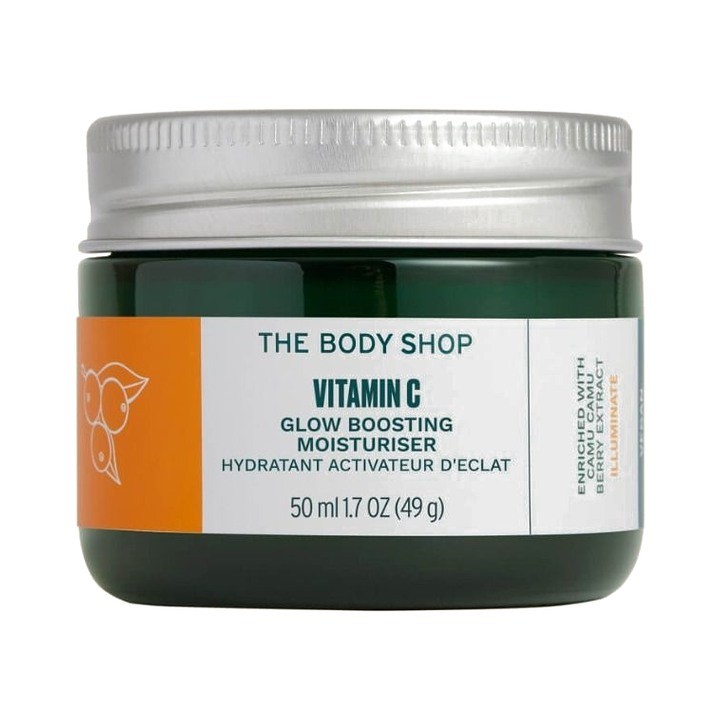 THE BODY SHOP
VITAMIN C
GLOW BOOSTING
MOISTURISER
HYDRATANT ACTIVATEUR D'ECLAT
50 ml 1.7 OZ (49 g)
ENRICHED WITH
CAMU CAMU
BERRY EXTRACT
ILLUMINATE
VEGAN